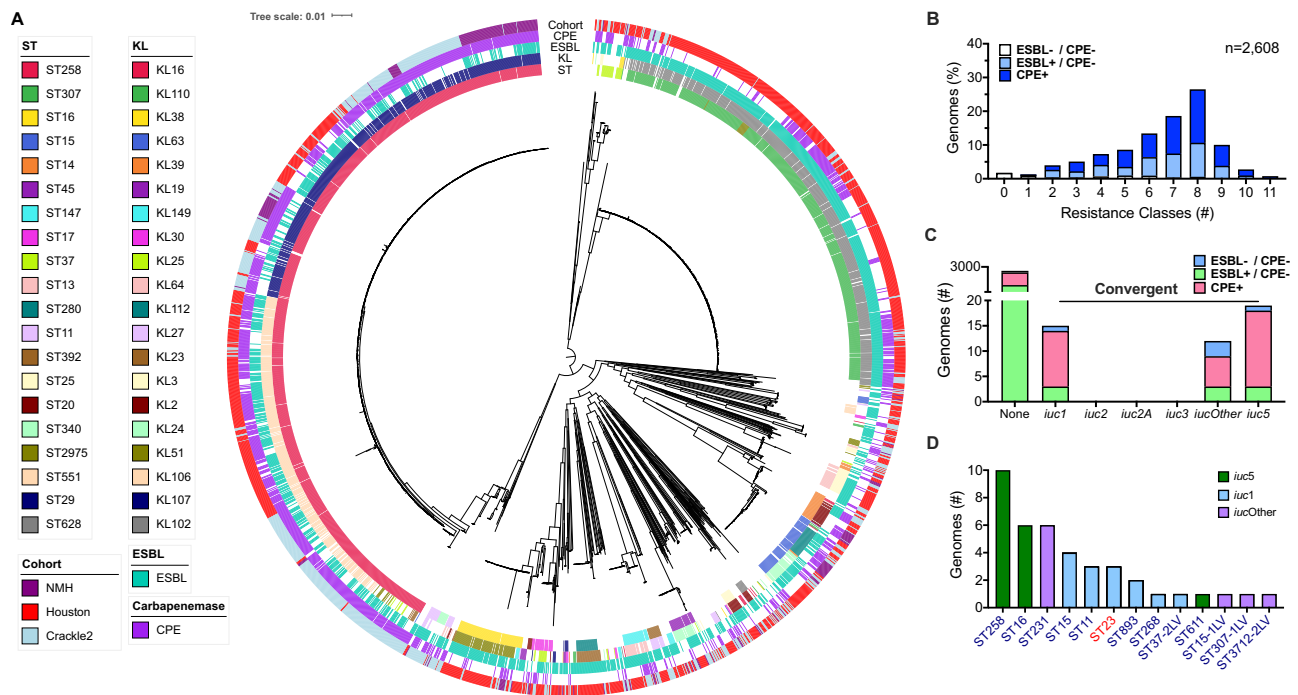 A
Tree scale: 0.01
Cohort
CPE
ESBL
KL
ST
ST
ST258
ST307
ST16
ST15
ST14
ST45
ST147
ST17
ST37
ST13
ST280
ST11
ST392
ST25
ST20
ST340
ST2975
ST551
ST29
ST628
KL
KL16
KL110
KL38
KL63
KL39
KL19
KL149
KL30
KL25
KL64
KL112
KL27
KL23
KL3
KL2
KL24
KL51
KL106
KL107
KL102
Cohort
NMH
Houston
Crackle2
ESBL
ESBL
Carbapenemase
CPE
B
ESBL- / CPE-
ESBL+ / CPE-
CPE+
n=2,608
Genomes (%)
40
30
20
10
0
0 1 2 3 4 5 6 7 8 9 10 11
Resistance Classes (#)
C
ESBL- / CPE-
ESBL+ / CPE-
CPE+
Convergent
Genomes (#)
3000
20
15
10
5
0
None iuc1 iuc2 iuc2A iuc3 iucOther iuc5
D
iuc5
iuc1
iucOther
Genomes (#)
10
8
6
4
2
0
ST258 ST16 ST231 ST15 ST11 ST23 ST893 ST268 ST37-2LV ST611 ST15-1LV ST307-1LV ST3712-2LV